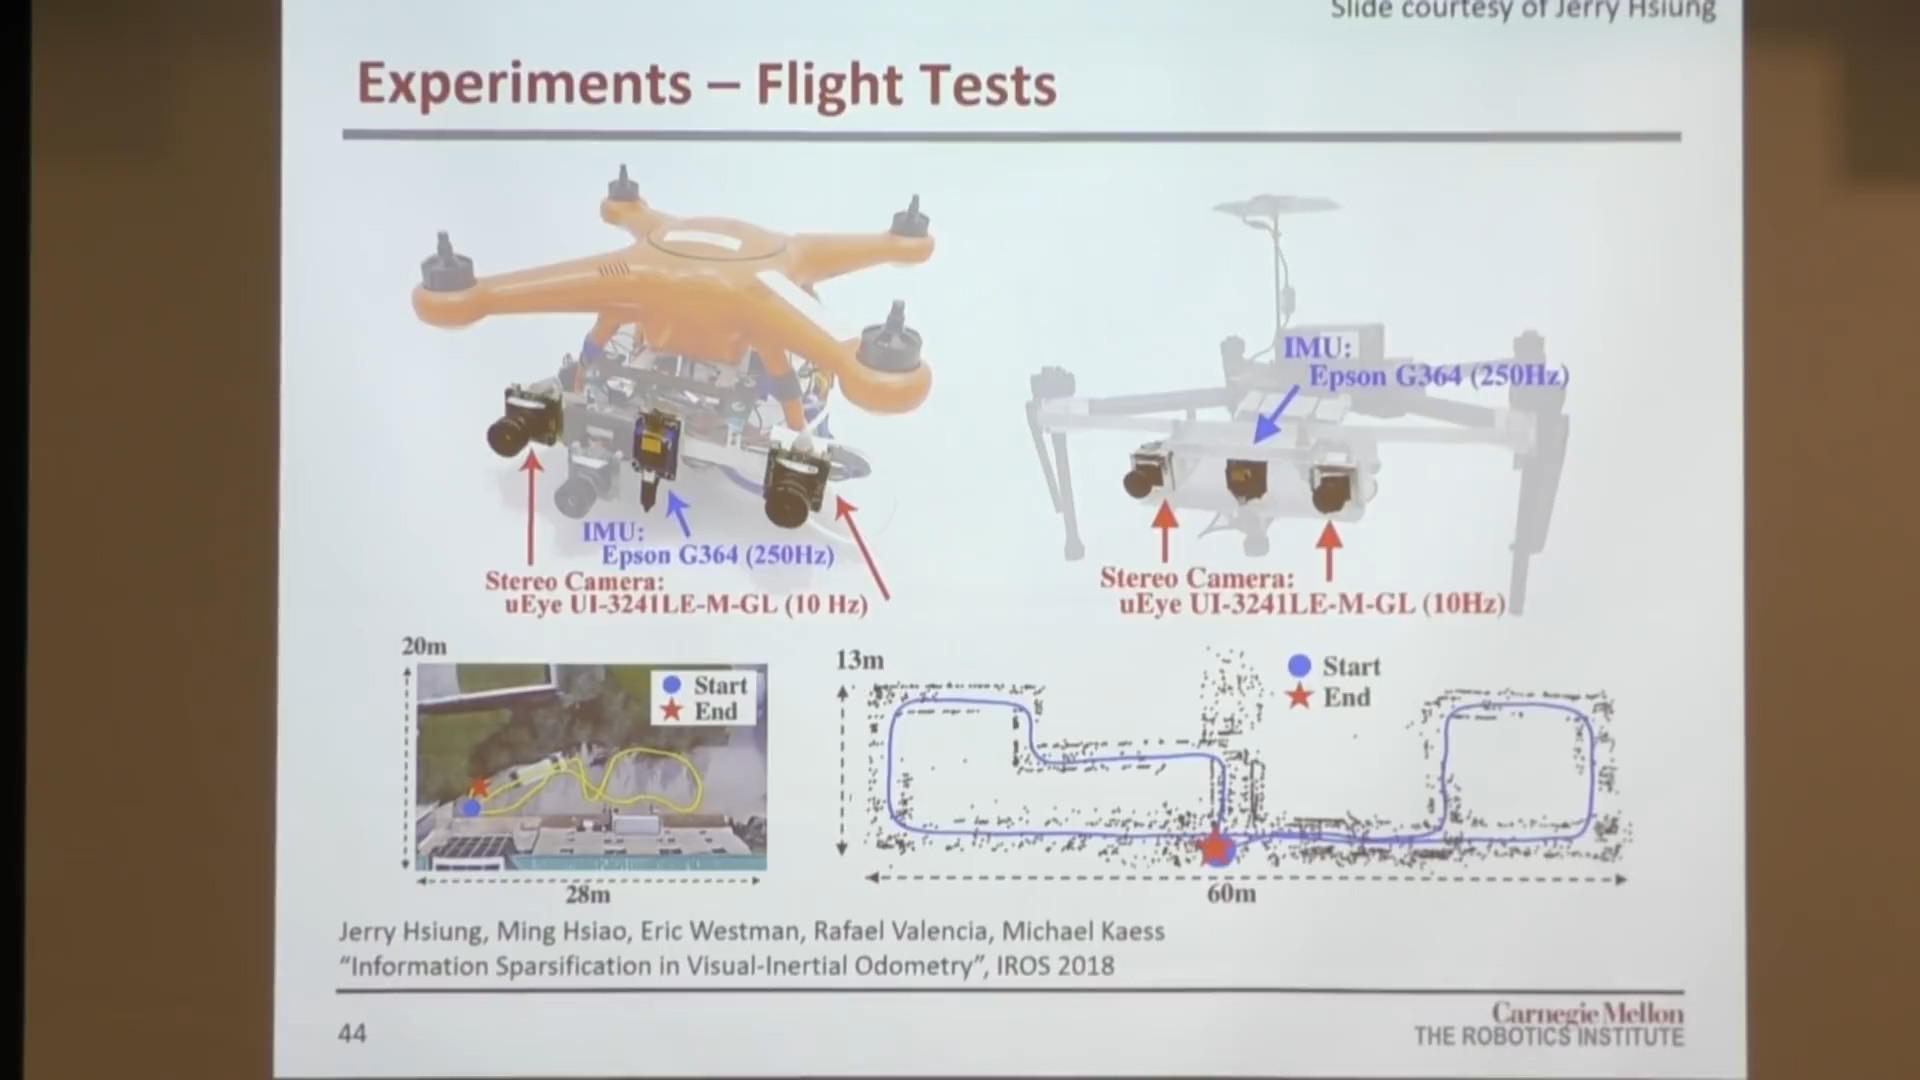 Slide courtesy of Jerry Hsiung
Experiments – Flight Tests
IMU:
Epson G364 (250Hz)
Stereo Camera:
uEye UI-3241LE-M-GL (10 Hz)
IMU:
Epson G364 (250Hz)
Stereo Camera:
uEye UI-3241LE-M-GL (10Hz)
20m
Start
End
28m
13m
Start
End
60m
Jerry Hsiung, Ming Hsiao, Eric Westman, Rafael Valencia, Michael Kaess
“Information Sparsification in Visual-Inertial Odometry”, IROS 2018
44
Carnegie Mellon
THE ROBOTICS INSTITUTE